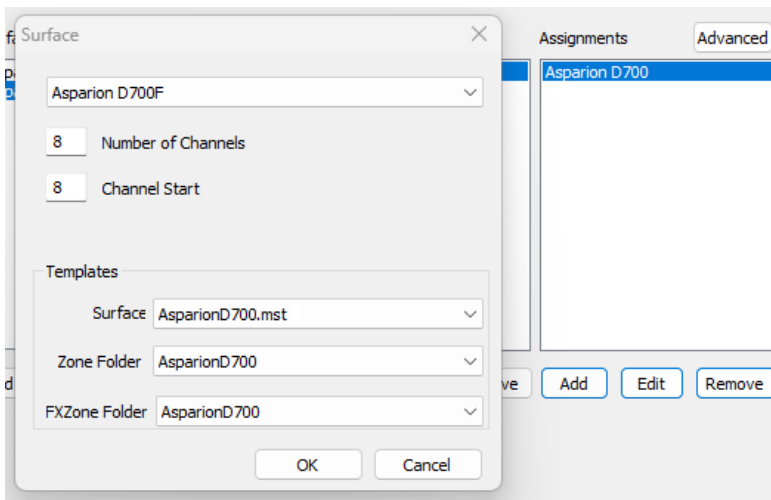 Surface
Assignments
Advanced
Asparion D700
Asparion D700F
8 Number of Channels
8 Channel Start
Templates
Surface AsparionD700.mst
Zone Folder AsparionD700
FXZone Folder AsparionD700
Add Edit Remove
OK Cancel